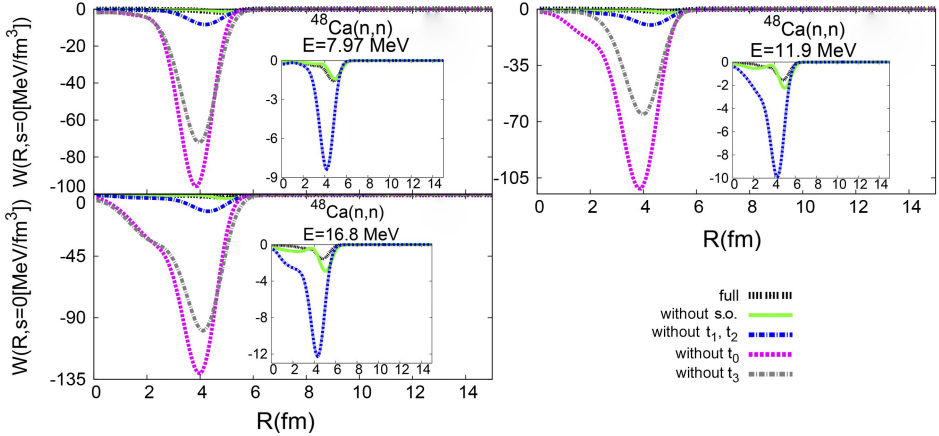 W(R,s=0[MeV/fm³])
0
-20
-40
-60
-80
-100
⁴⁸Ca(n,n)
E=7.97 MeV
0
-3
-6
-9
0 2 4 6 8 10 12 14
0
-35
-70
-105
⁴⁸Ca(n,n)
E=11.9 MeV
0
-2
-4
-6
-8
-10
0 2 4 6 8 10 12 14
0 2 4 6 8 10 12 14
R(fm)
W(R,s=0[MeV/fm³])
0
-45
-90
-135
⁴⁸Ca(n,n)
E=16.8 MeV
0
-4
-8
-12
0 2 4 6 8 10 12 14
0 2 4 6 8 10 12 14
R(fm)
full
without s.o.
without t₁, t₂
without t₀
without t₃